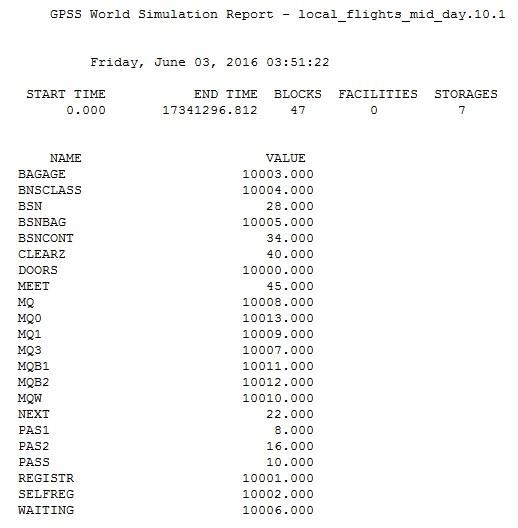 GPSS World Simulation Report - local_flights_mid_day.10.1
Friday, June 03, 2016 03:51:22
START TIME END TIME BLOCKS FACILITIES STORAGES
0.000 17341296.812 47 0 7
NAME VALUE
BAGAGE 10003.000
BNSCLASS 10004.000
BSN 28.000
BSNBAG 10005.000
BSNCONT 34.000
CLEARZ 40.000
DOORS 10000.000
MEET 45.000
MQ 10008.000
MQ0 10013.000
MQ1 10009.000
MQ3 10007.000
MQB1 10011.000
MQB2 10012.000
MQW 10010.000
NEXT 22.000
PAS1 8.000
PAS2 16.000
PASS 10.000
REGISTR 10001.000
SELFREG 10002.000
WAITING 10006.000